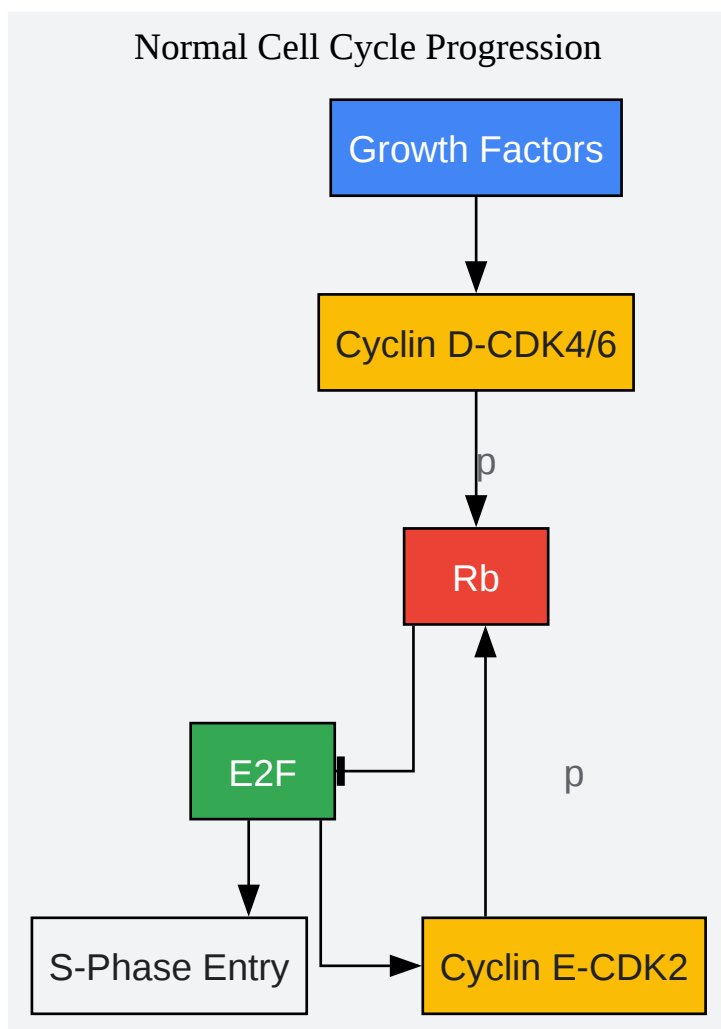 Normal Cell Cycle Progression
Growth Factors
Cyclin D-CDK4/6
p
Rb
E2F
p
S-Phase Entry
Cyclin E-CDK2